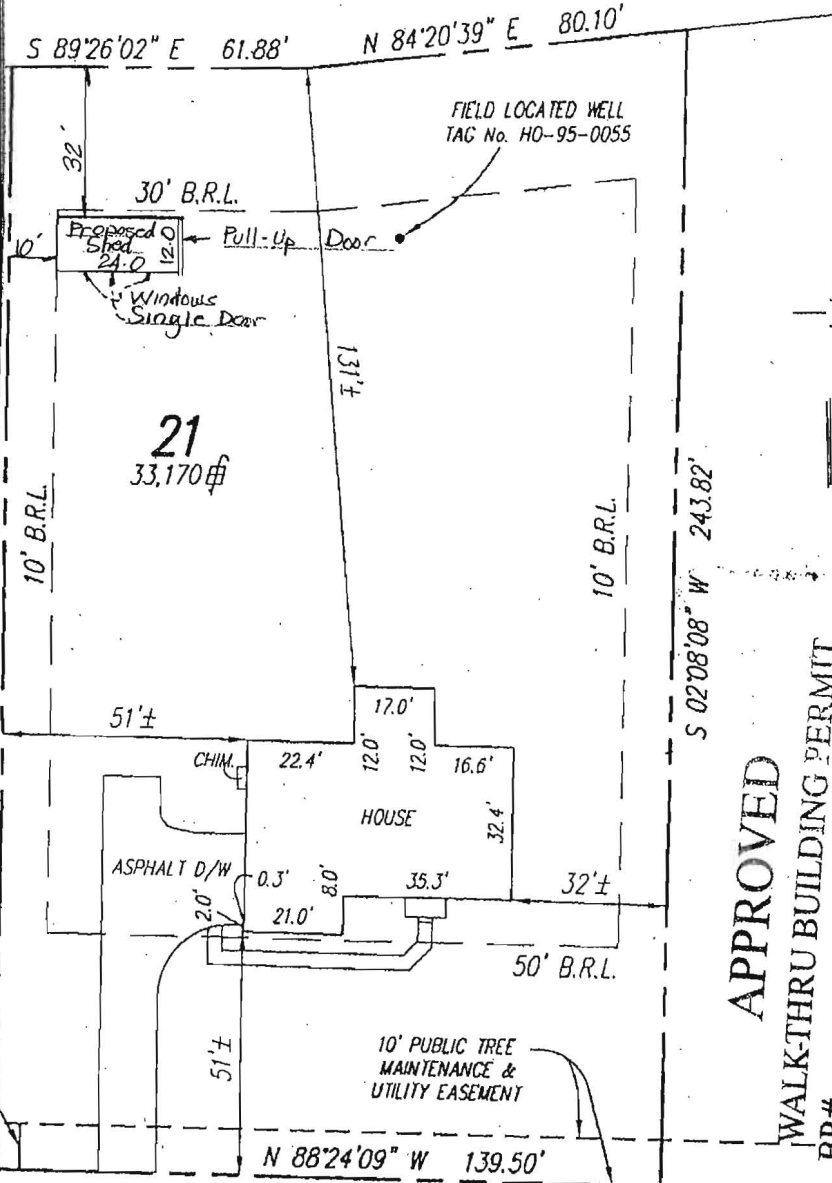 S 89°26'02" E 61.88'
N 84°20'39" E 80.10'
FIELD LOCATED WELL
TAG No. HO-95-0055
32'
30' B.R.L.
Proposed
Shed
24.0
12.0
Pull-Up Door
10'
Windows
Single Door
131'±
21
33,170
10' B.R.L.
10' B.R.L.
S 02°08'08" W 243.82'
51'±
17.0'
CHIM.
22.4'
12.0'
12.0'
16.6'
HOUSE
32.4'
ASPHALT D/W
0.3'
8.0'
35.3'
32'±
2.0'
21.0'
50' B.R.L.
51'±
10' PUBLIC TREE
MAINTENANCE &
UTILITY EASEMENT
N 88°24'09" W 139.50'
APPROVED
WALK-THRU BUILDING PERMIT
BP#